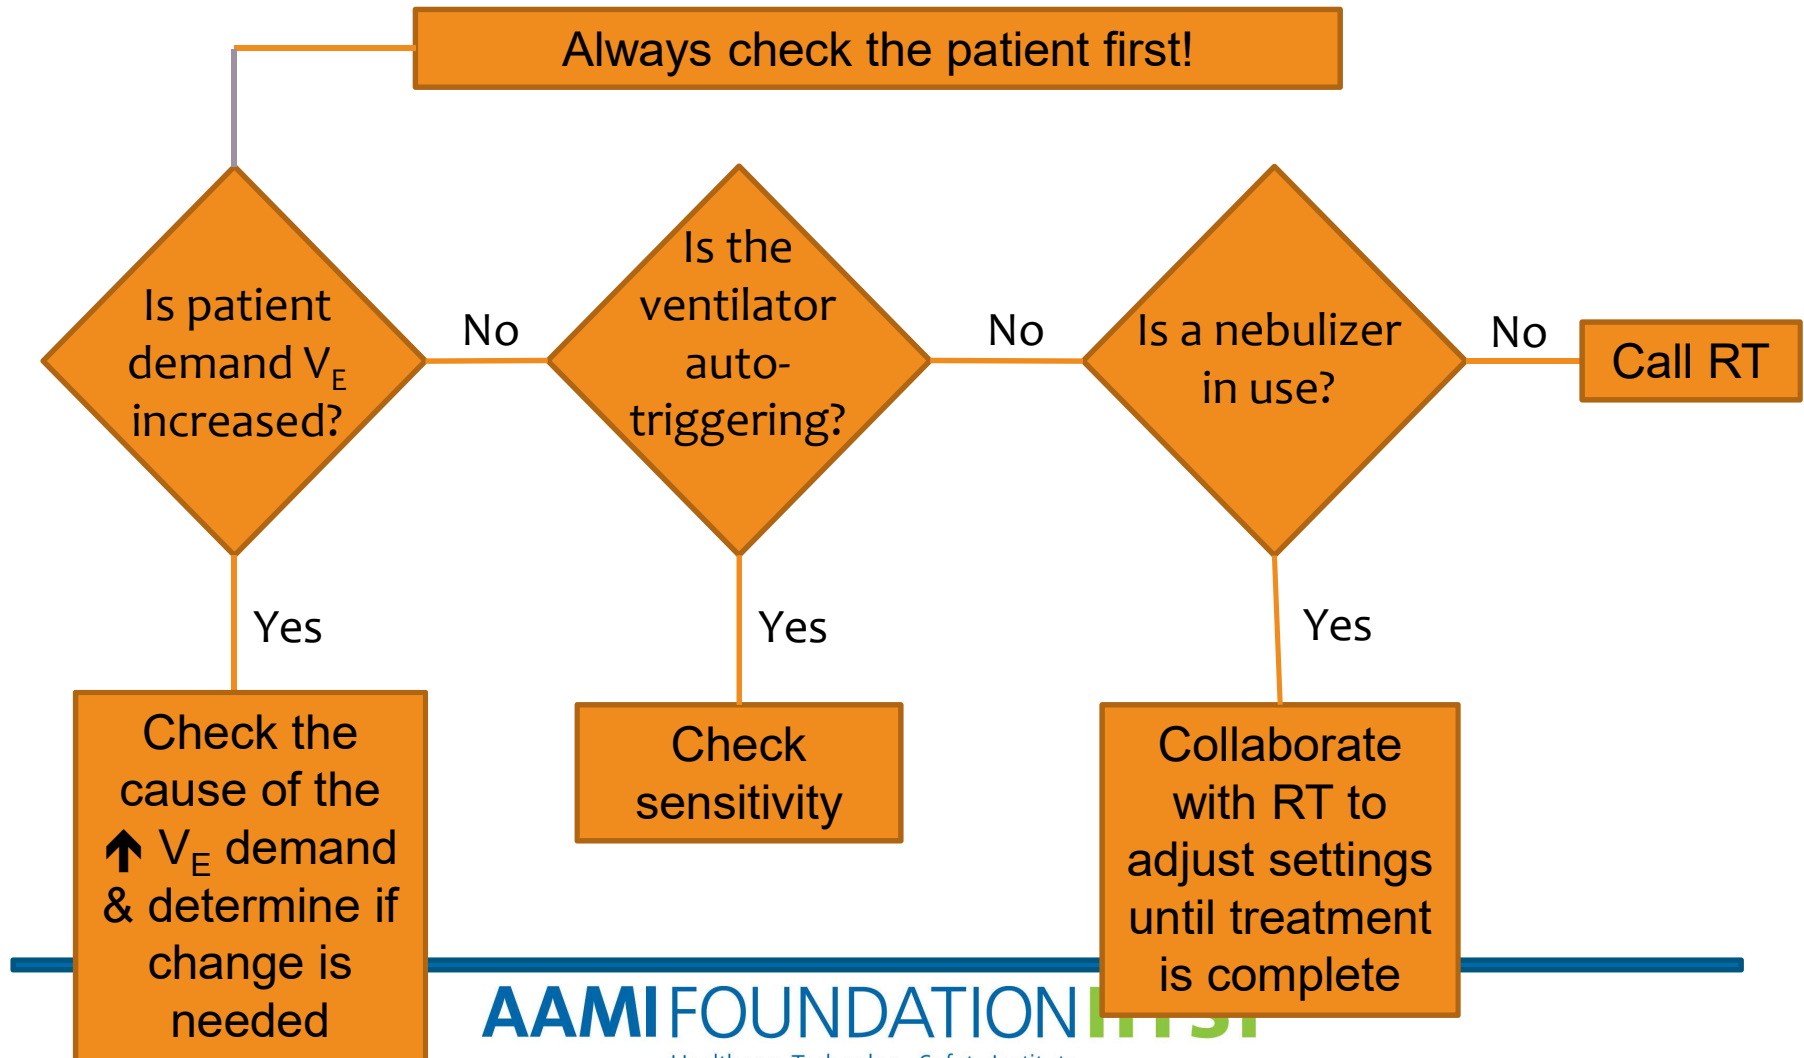 Always check the patient first!
Is patient
demand VE
increased?
No
Is the
ventilator
auto-
triggering?
No
Is a nebulizer
in use?
No
Call RT
Yes
Yes
Yes
Check the
cause of the
↑ VE demand
& determine if
change is
needed
Check
sensitivity
Collaborate
with RT to
adjust settings
until treatment
is complete
AAMI FOUNDATION